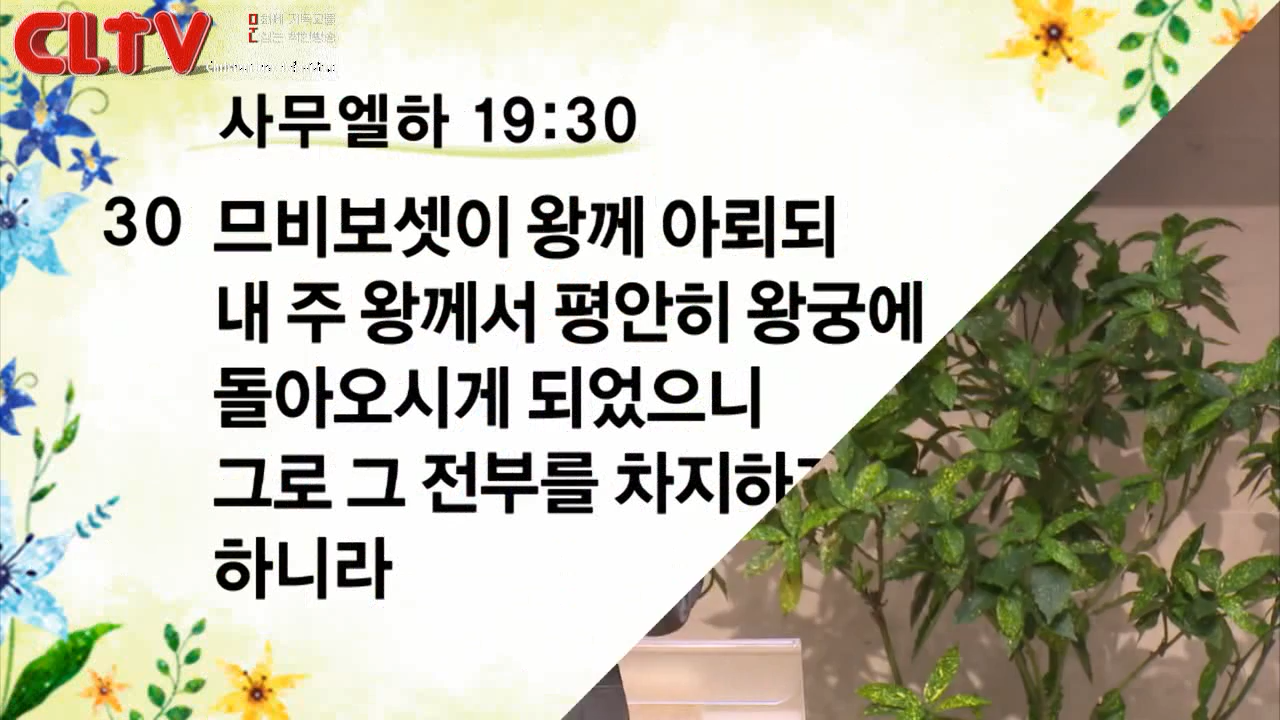 CLTV
사무엘하 19:30
30 므비보셋이 왕께 아뢰되
내 주 왕께서 평안히 왕궁에
돌아오시게 되었으니
그로 그 전부를 차지하
하니라